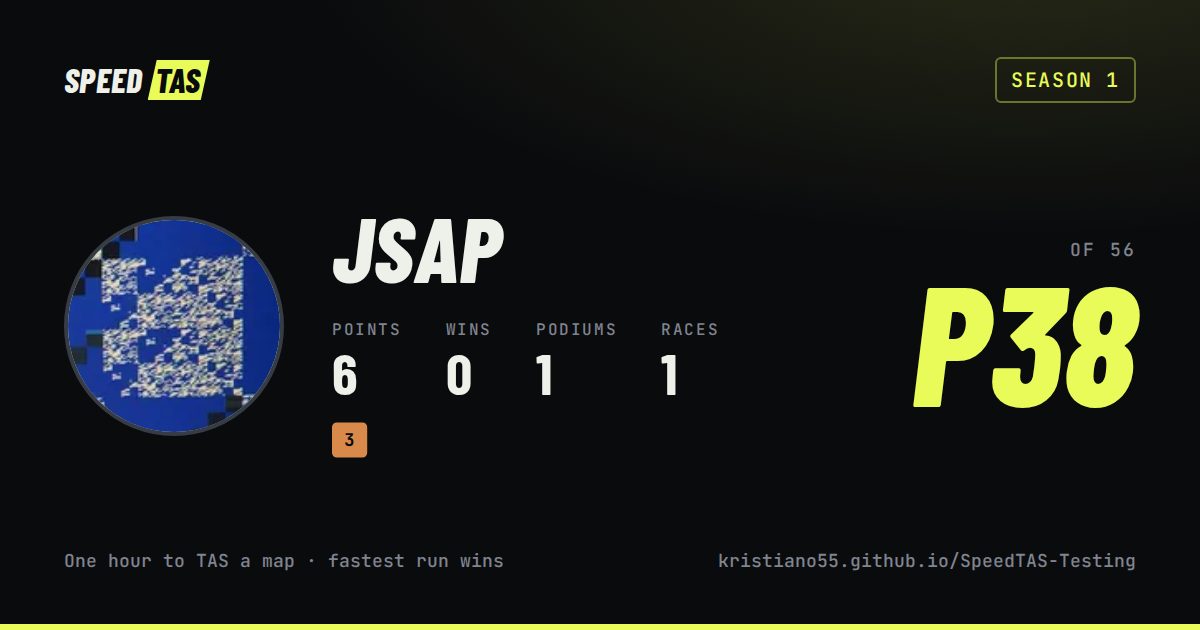 SPEED TAS
SEASON 1
JSAP
OF 56
P38
POINTS WINS PODIUMS RACES
6 0 1 1
3
One hour to TAS a map · fastest run wins
kristiano55.github.io/SpeedTAS-Testing